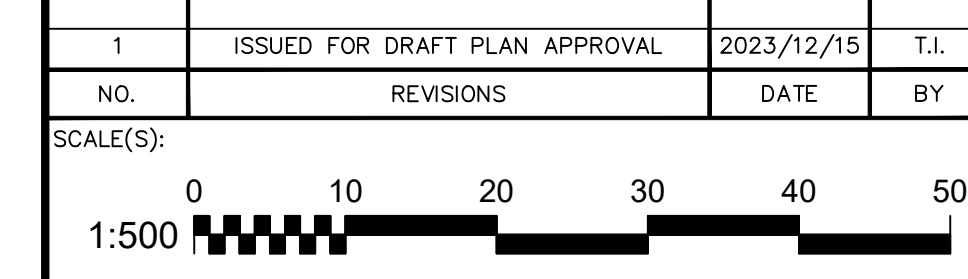 1 ISSUED FOR DRAFT PLAN APPROVAL 2023/12/15 T.I.
NO. REVISIONS DATE BY
SCALE(S):
0 10 20 30 40 50
1:500